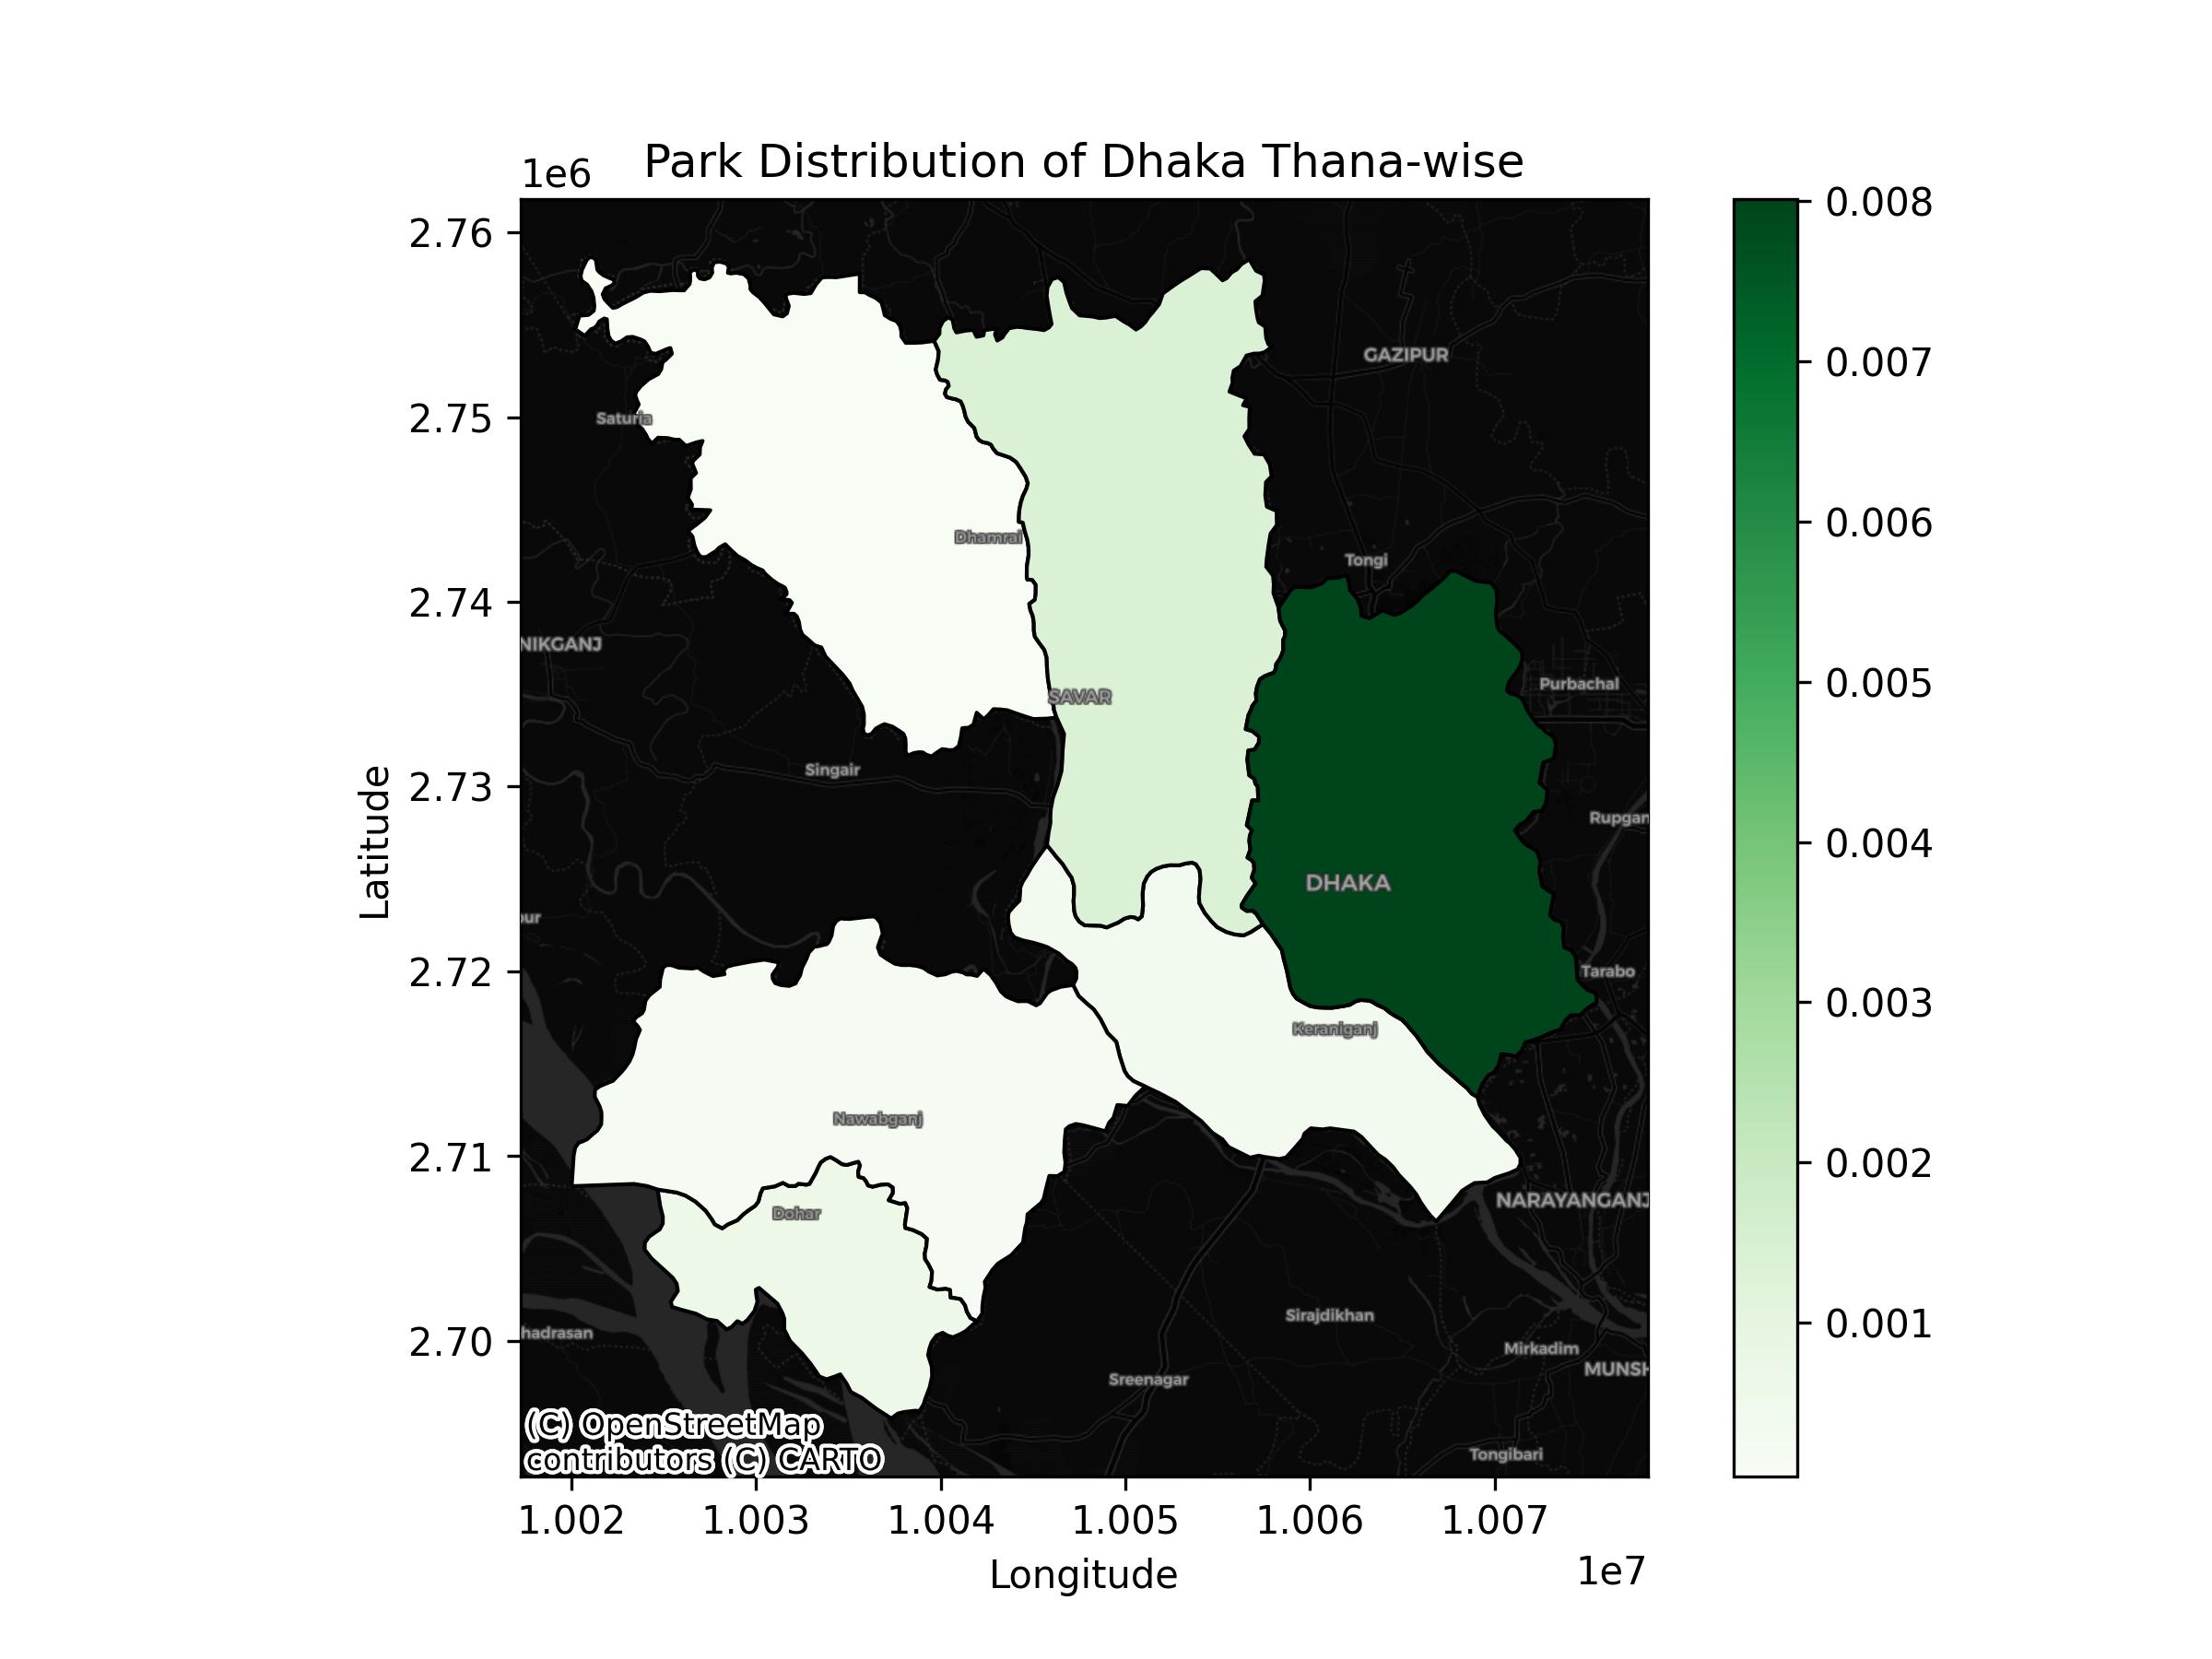 Park Distribution of Dhaka Thana-wise
1e6
2.76
2.75
2.74
2.73
2.72
2.71
2.70
Latitude
GAZIPUR
Saturia
Dhamrai
Tongi
NIKGANJ
SAVAR
Purbachal
Singair
Rupgan
DHAKA
pur
Tarabo
Keraniganj
Nawabganj
NARAYANGANJ
Dohar
Sirajdikhan
hadrasan
Mirkadim
MUNSH
Sreenagar
Tongibari
(C) OpenStreetMap
contributors (C) CARTO
1.002 1.003 1.004 1.005 1.006 1.007
1e7
Longitude
0.008
0.007
0.006
0.005
0.004
0.003
0.002
0.001